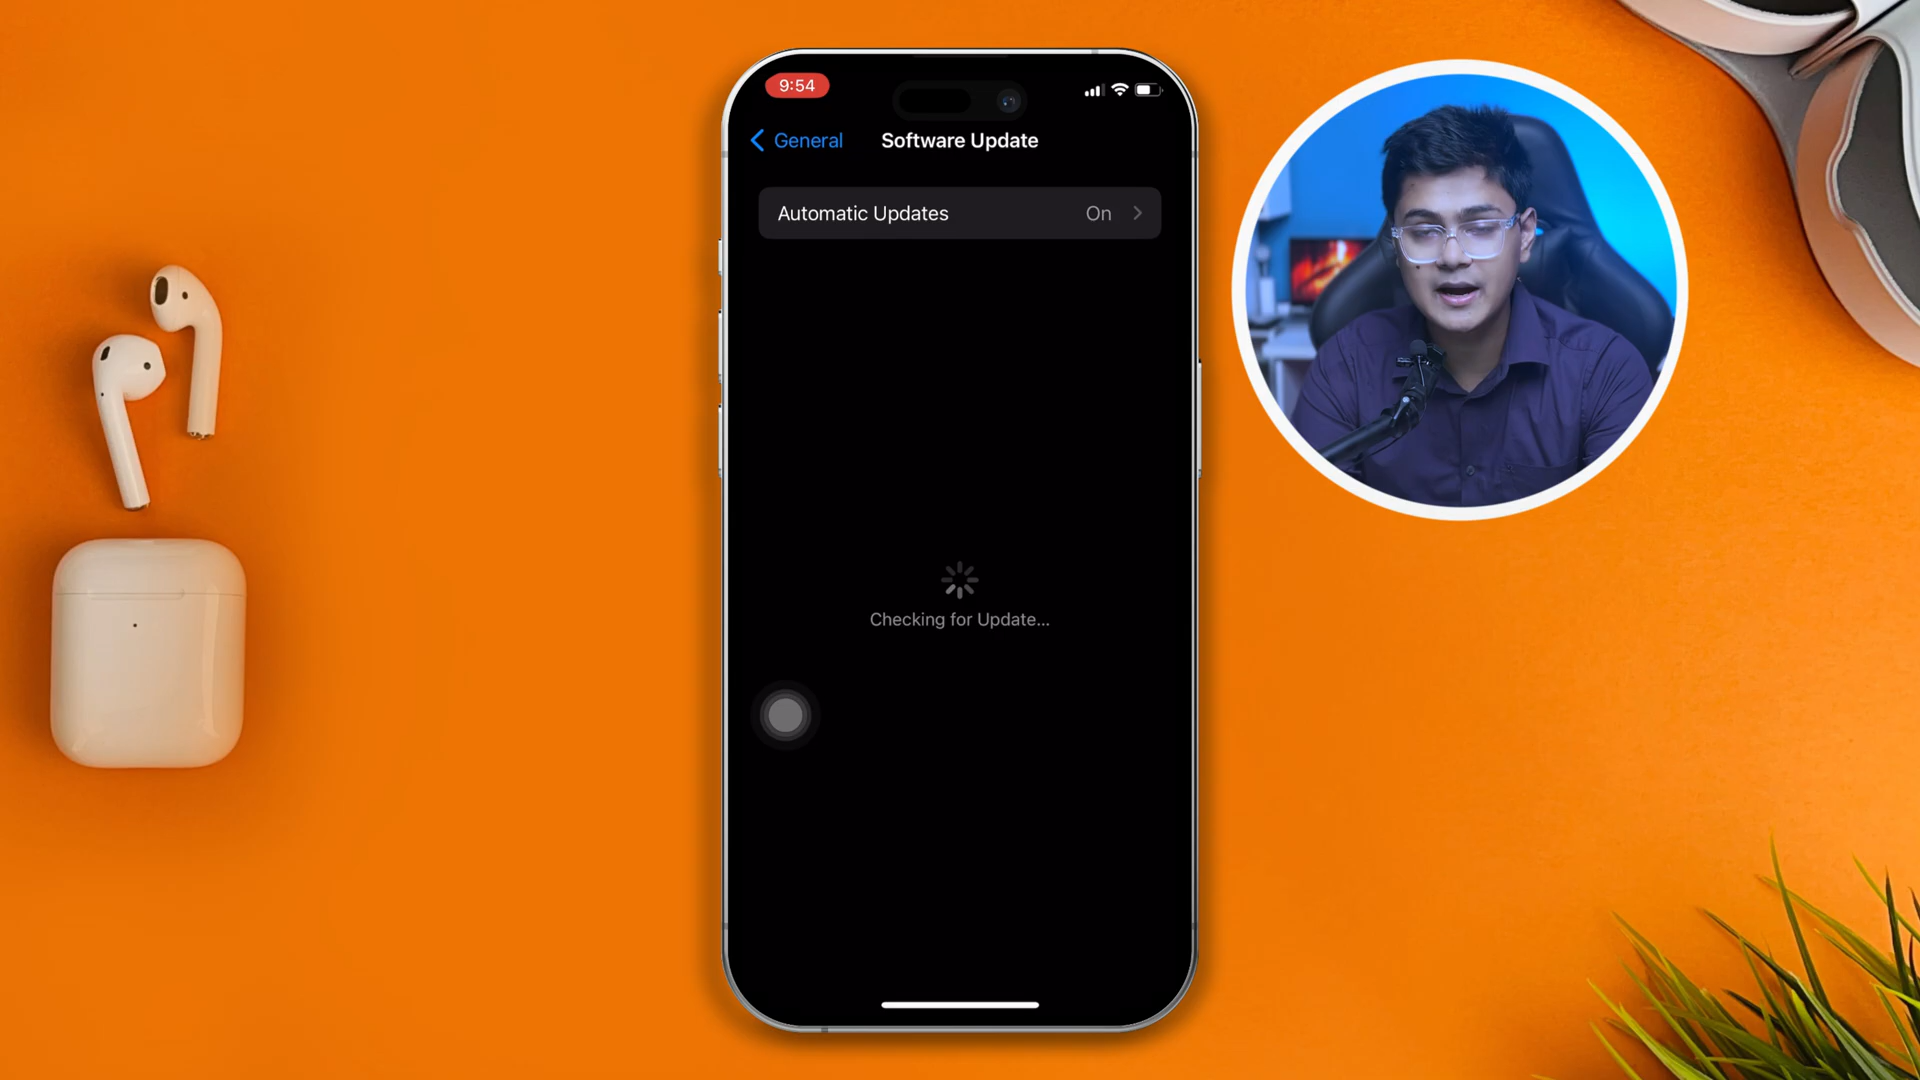 9:54
General
Software Update
Automatic Updates On
Checking for Update...